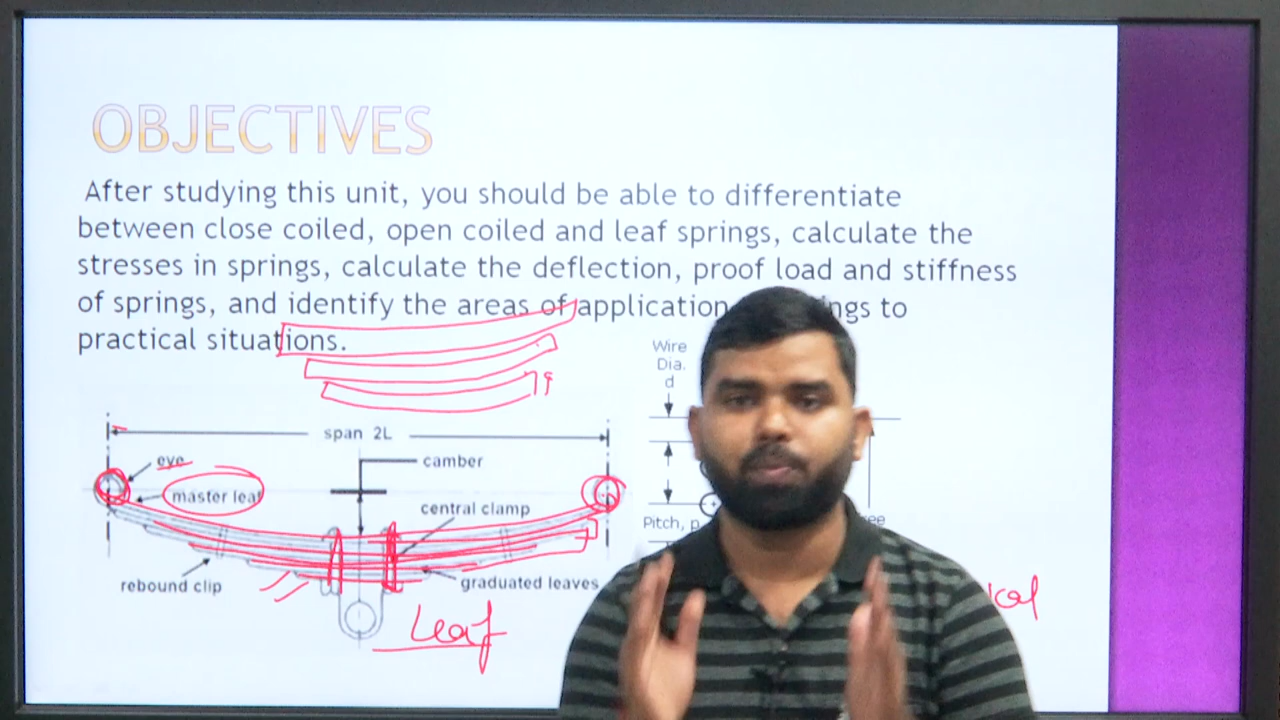 OBJECTIVES
After studying this unit, you should be able to differentiate
between close coiled, open coiled and leaf springs, calculate the
stresses in springs, calculate the deflection, proof load and stiffness
of springs, and identify the areas of application ngs to
practical situations.
Wire
Dia.
d
span 2L
eye
camber
master leaf
central clamp
Pitch, p
rebound clip
graduated leaves
Leaf